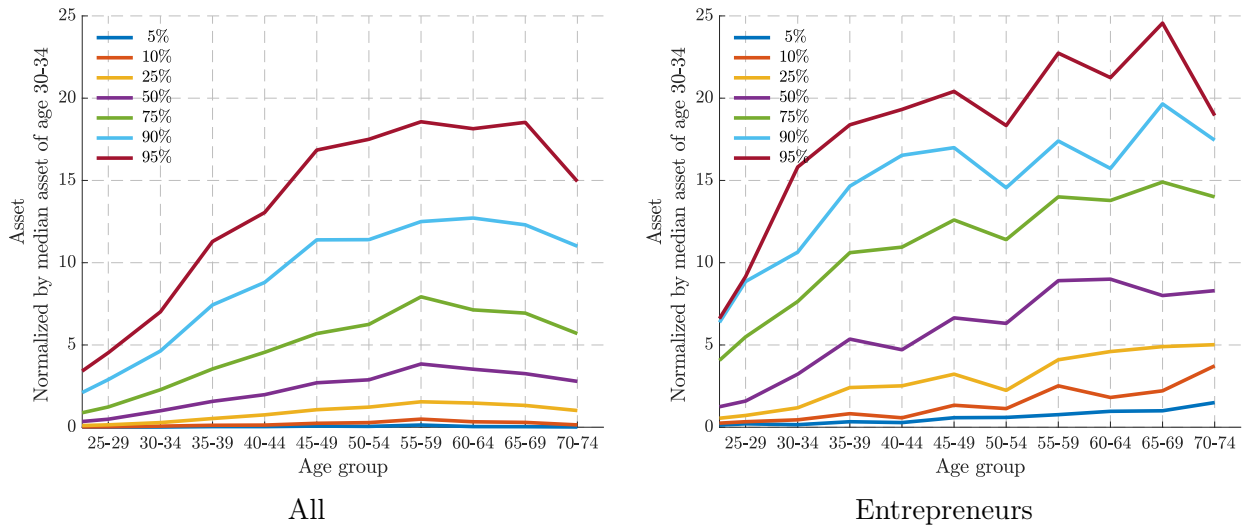 25
20
15
10
5
0
Asset
Normalized by median asset of age 30-34
5%
10%
25%
50%
75%
90%
95%
25-29 30-34 35-39 40-44 45-49 50-54 55-59 60-64 65-69 70-74
Age group
All
25
20
15
10
5
0
Asset
Normalized by median asset of age 30-34
5%
10%
25%
50%
75%
90%
95%
25-29 30-34 35-39 40-44 45-49 50-54 55-59 60-64 65-69 70-74
Age group
Entrepreneurs